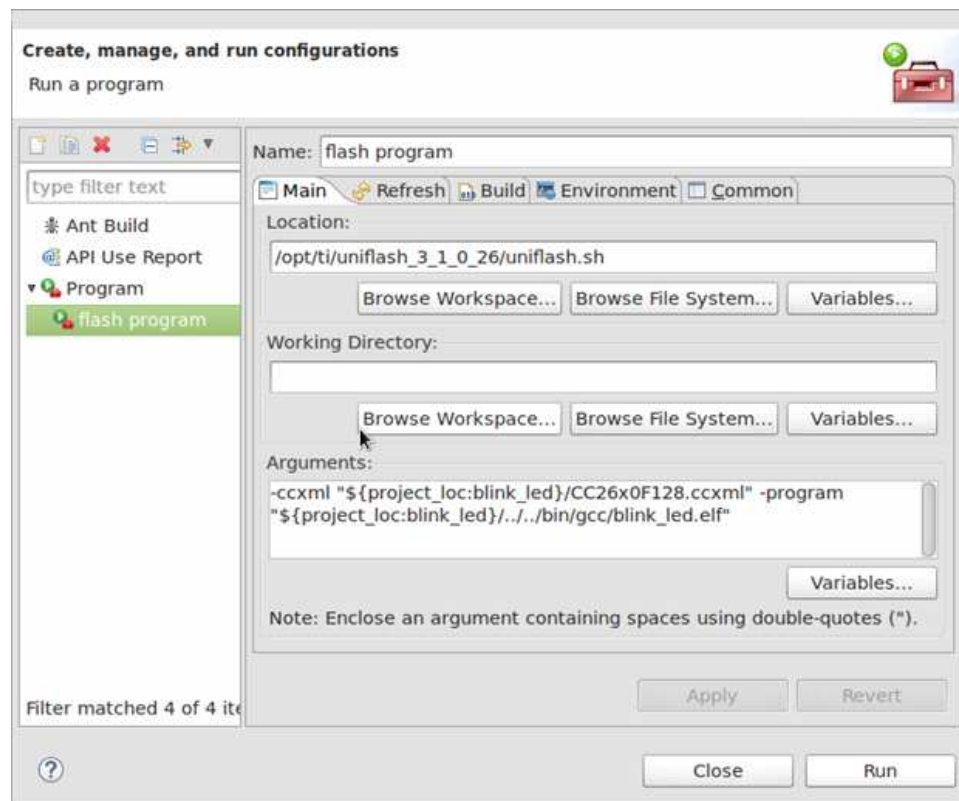 Create, manage, and run configurations
Run a program
type filter text
Ant Build
API Use Report
Program
flash program
Filter matched 4 of 4 ite
Name: flash program
Main Refresh Build Environment Common
Location:
/opt/ti/uniflash_3_1_0_26/uniflash.sh
Browse Workspace... Browse File System... Variables...
Working Directory:
Browse Workspace... Browse File System... Variables...
Arguments:
-ccxml "${project_loc:blink_led}/CC26x0F128.ccxml" -program
"${project_loc:blink_led}/../../bin/gcc/blink_led.elf"
Variables...
Note: Enclose an argument containing spaces using double-quotes (").
Apply Revert
Close Run